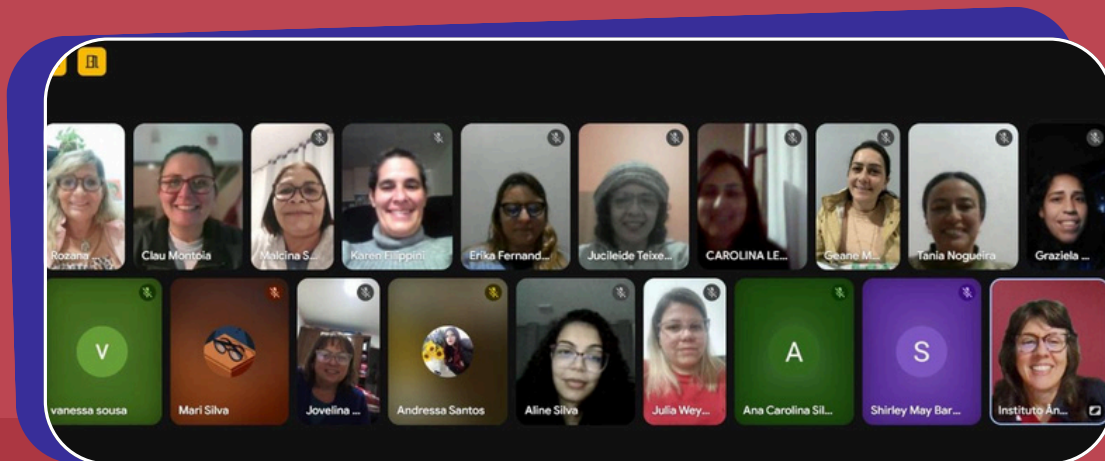 Rozana ...
Clau Montoia
Malcina S...
Karen Filippini
Erika Fernand...
Jucileide Teixe...
CAROLINA LE...
Geane M...
Tania Nogueira
Graziela ...
V
vanessa sousa
Mari Silva
Jovelina ...
Andressa Santos
Aline Silva
Julia Wey...
A
Ana Carolina Sil...
S
Shirley May Bar...
Instituto Ân...